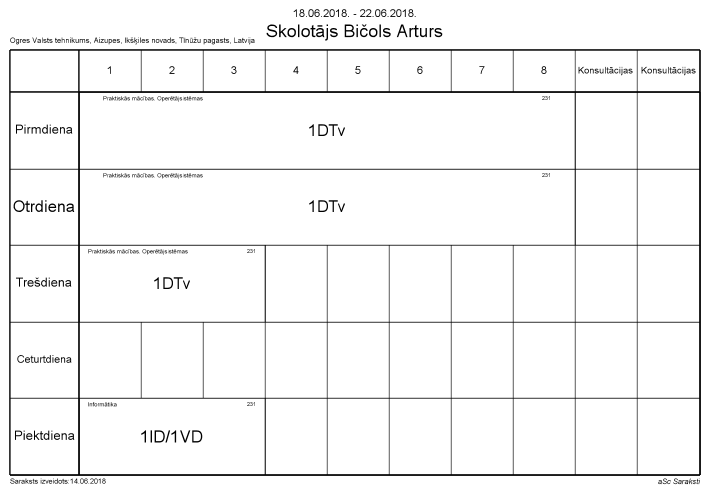 18.06.2018. - 22.06.2018.
Ogres Valsts tehnikums, Aizupes, Ikšķiles novads, Tīnūžu pagasts, Latvija
Skolotājs Bičols Arturs
1 2 3 4 5 6 7 8 Konsultācijas Konsultācijas
Praktiskās mācības. Operētājsistēmas 231
Pirmdiena 1DTv
Praktiskās mācības. Operētājsistēmas 231
Otrdiena 1DTv
Praktiskās mācības. Operētājsistēmas 231
Trešdiena 1DTv
Ceturtdiena
Informātika 231
Piektdiena 1ID/1VD
Saraksts izveidots:14.06.2018 aSc Saraksti